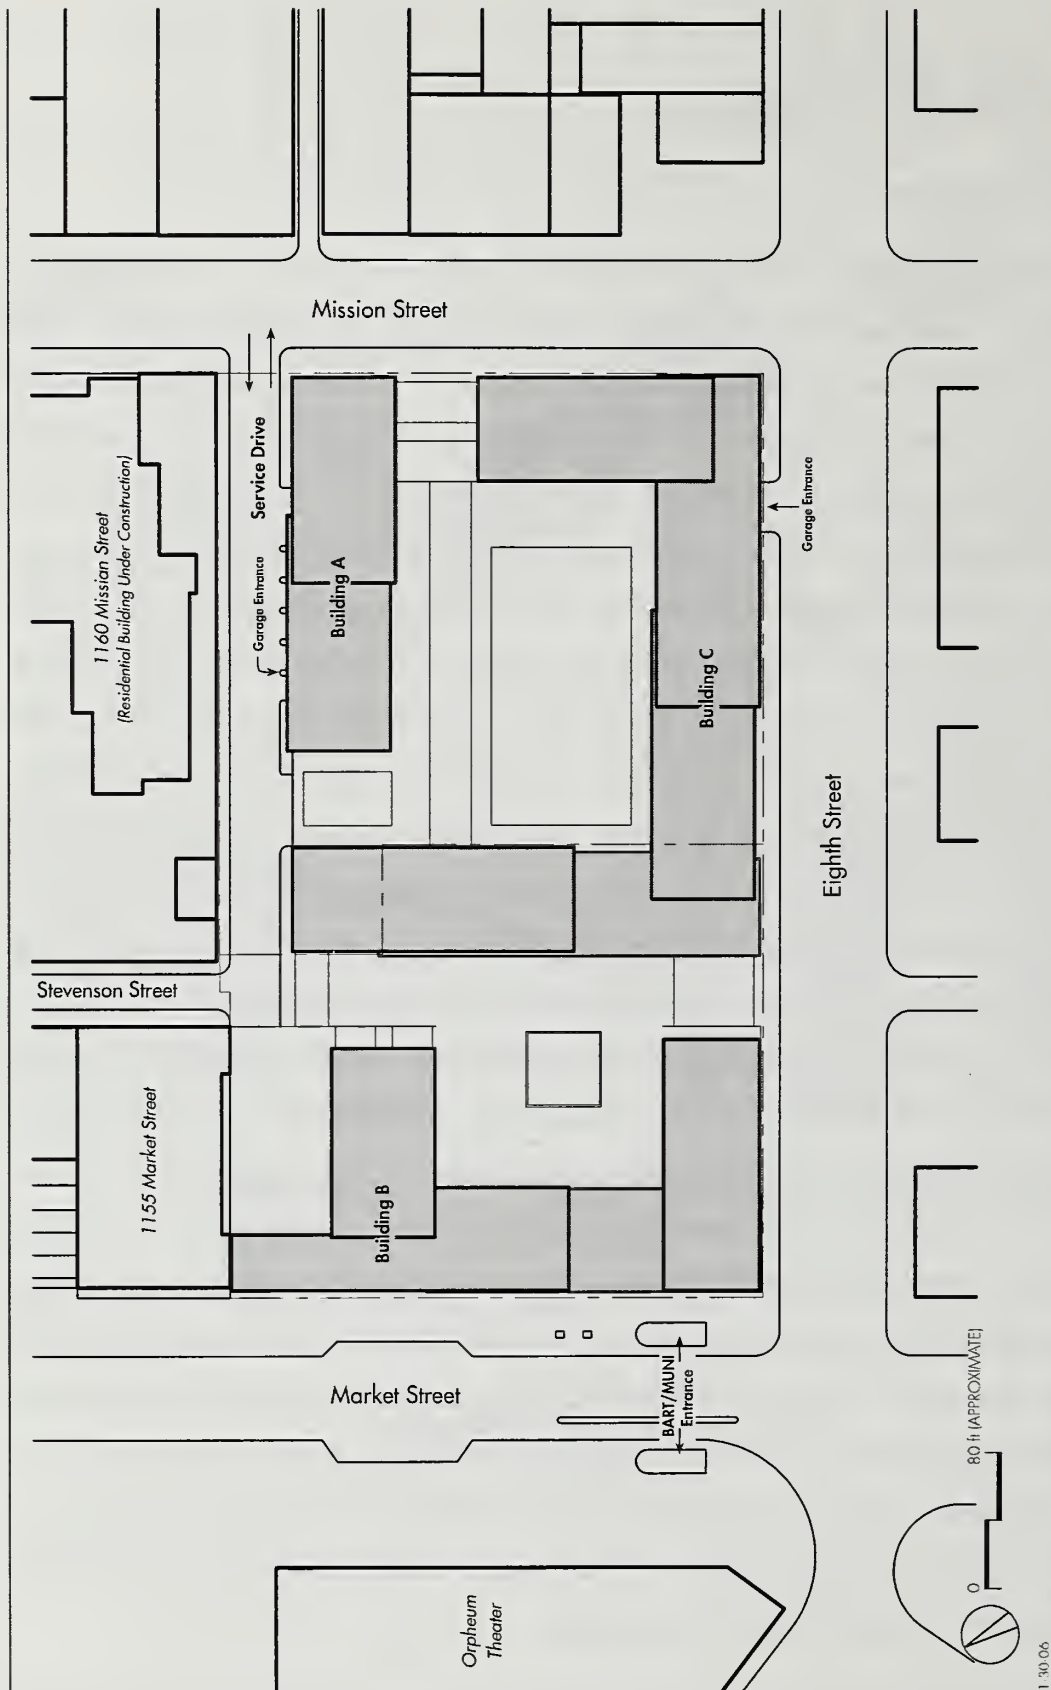 Mission Street
1160 Missian Street
(Residential Building Under Construction)
Service Drive
Garage Entrance
Building A
Garage Entrance
Building C
Eighth Street
Stevenson Street
1155 Market Street
Building B
Market Street
BART/MUNI
Entrance
Orpheum
Theater
0
80 ft (APPROXIMATE)
1 30 06